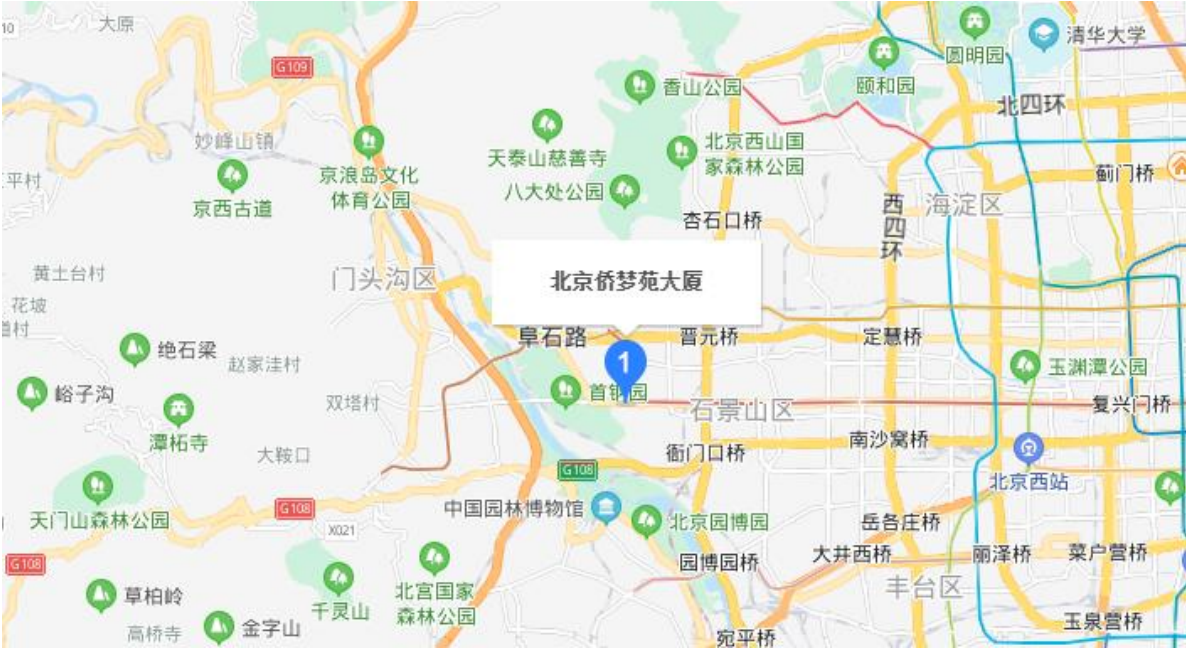 10
大原
清华大学
圆明园
G109
香山公园
颐和园
北四环
妙峰山镇
天泰山慈善寺
北京西山国
家森林公园
京浪岛文化
体育公园
平村
京西古道
八大处公园
蓟门桥
西四环
海淀区
杏石口桥
黄土台村
门头沟区
北京侨梦苑大厦
花坡
道村
阜石路
晋元桥
定慧桥
绝石梁
赵家洼村
1
玉渊潭公园
峪子沟
双塔村
首钢园
石景山区
复兴门桥
潭柘寺
大鞍口
衙门口桥
南沙窝桥
G108
北京西站
天门山森林公园
G108
X021
中国园林博物馆
北京园博园
岳各庄桥
G108
园博园桥
大井西桥
丽泽桥
菜户营桥
草柏岭
千灵山
北宫国家
森林公园
丰台区
高桥寺
金字山
宛平桥
玉泉营桥